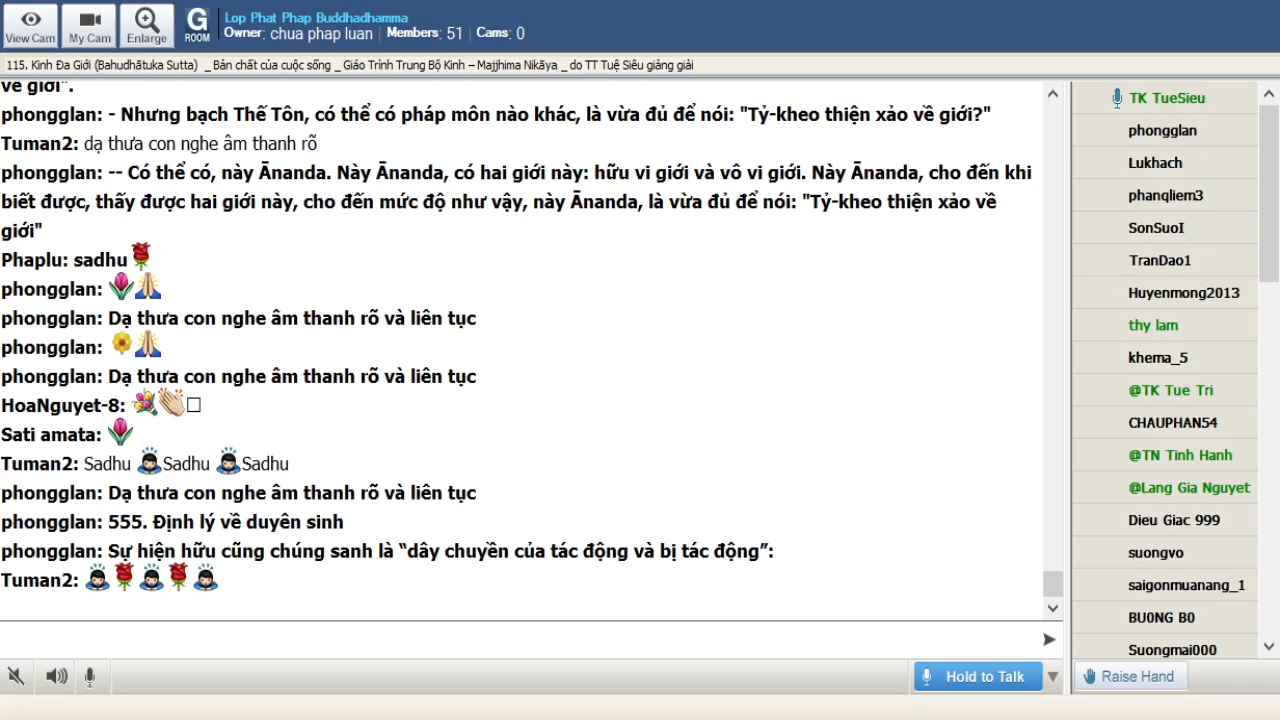 View Cam
My Cam
Enlarge
G
ROOM
Lop Phat Phap Buddhadhamma
Owner: chua phap luan | Members: 51 | Cams: 0
115. Kinh Đa Giới (Bahudhātuka Sutta) _ Bản chất của cuộc sống _ Giáo Trình Trung Bộ Kinh – Majjhima Nikāya _ do TT Tuệ Siêu giảng giải
về giới".
phongglan: - Nhưng bạch Thế Tôn, có thể có pháp môn nào khác, là vừa đủ để nói: "Tỷ-kheo thiện xảo về giới?"
Tuman2: dạ thưa con nghe âm thanh rõ
phongglan: -- Có thể có, này Ānanda. Này Ānanda, có hai giới này: hữu vi giới và vô vi giới. Này Ānanda, cho đến khi
biết được, thấy được hai giới này, cho đến mức độ như vậy, này Ānanda, là vừa đủ để nói: "Tỷ-kheo thiện xảo về
giới"
Phaplu: sadhu
phongglan:
phongglan: Dạ thưa con nghe âm thanh rõ và liên tục
phongglan:
phongglan: Dạ thưa con nghe âm thanh rõ và liên tục
HoaNguyet-8:
Sati amata:
Tuman2: Sadhu Sadhu Sadhu
phongglan: Dạ thưa con nghe âm thanh rõ và liên tục
phongglan: 555. Định lý về duyên sinh
phongglan: Sự hiện hữu cũng chúng sanh là “dây chuyền của tác động và bị tác động”:
Tuman2:
Hold to Talk
TK TueSieu
phongglan
Lukhach
phanqliem3
SonSuoI
TranDao1
Huyenmong2013
thy lam
khema_5
@TK Tue Tri
CHAUPHAN54
@TN Tinh Hanh
@Lang Gia Nguyet
Dieu Giac 999
suongvo
saigonmuanang_1
BU0NG B0
Suongmai000
Raise Hand